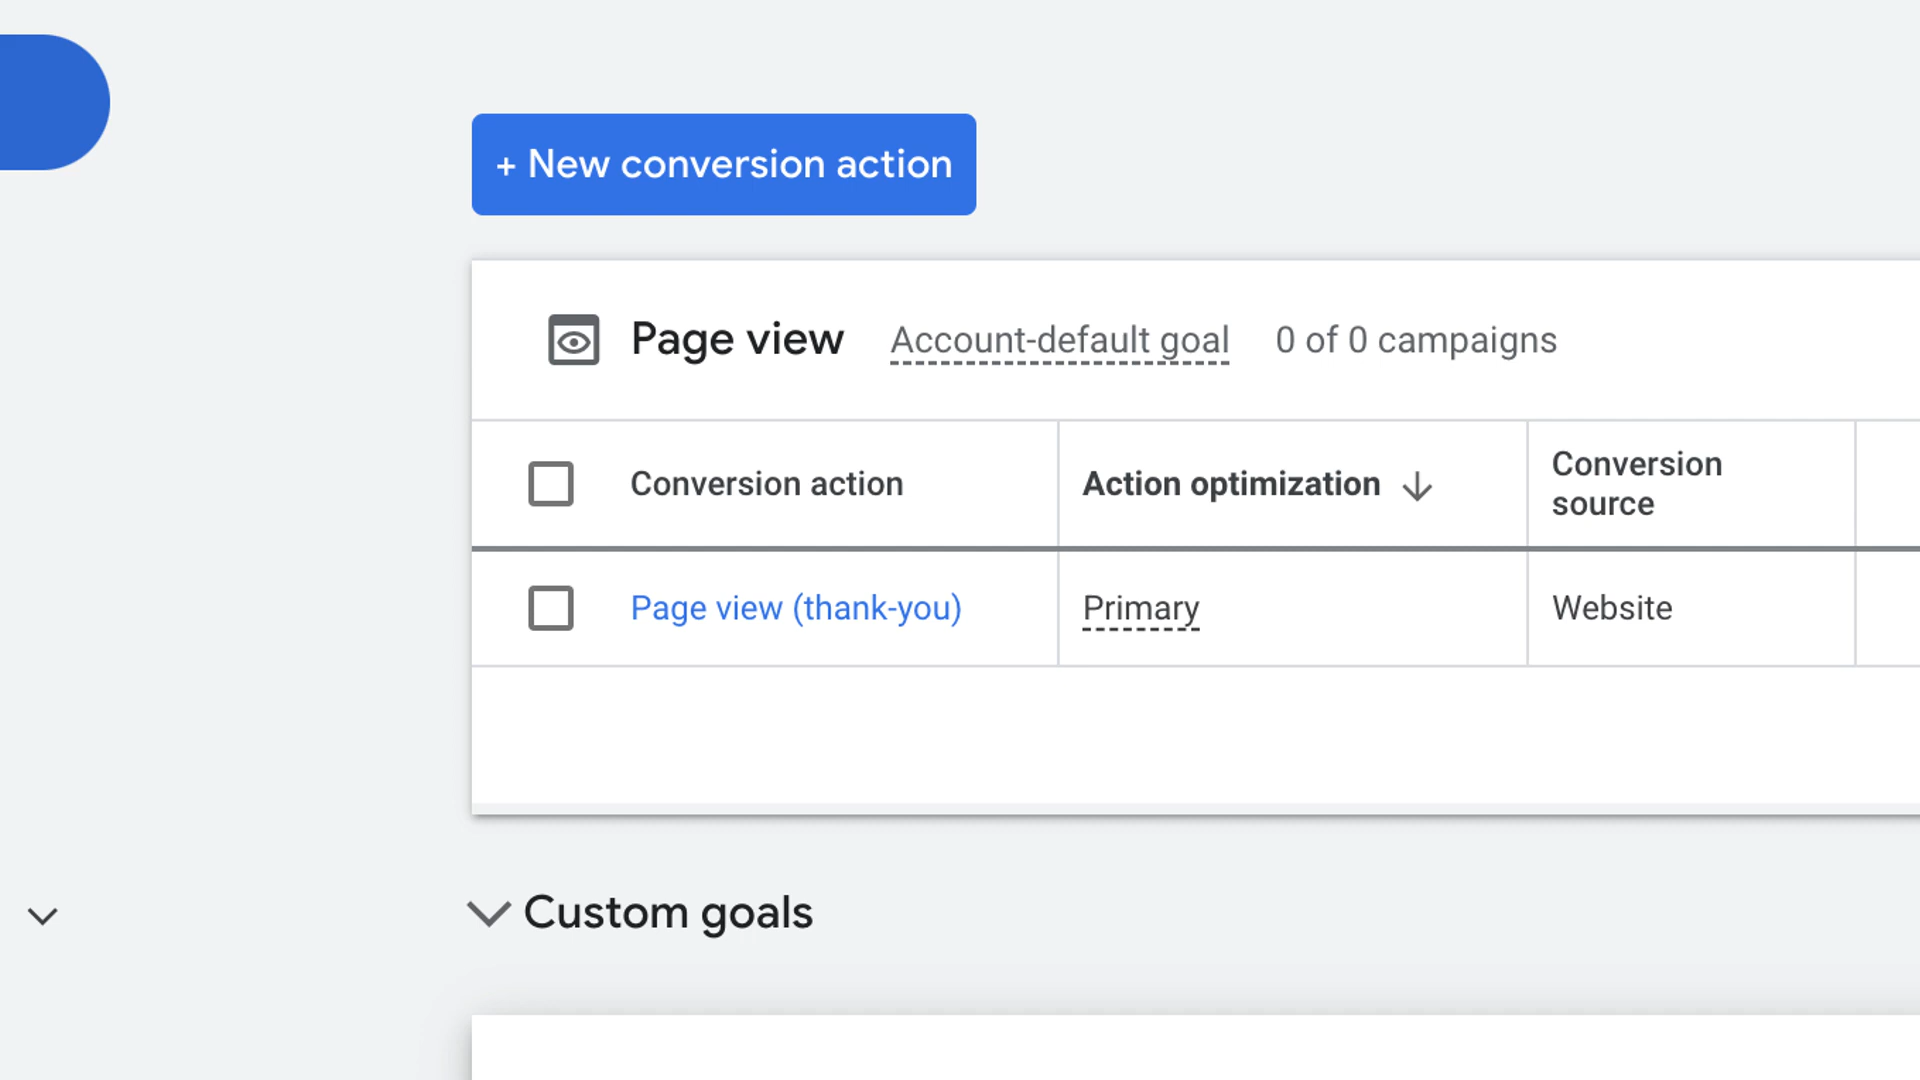 + New conversion action
Page view Account-default goal 0 of 0 campaigns
Conversion action Action optimization Conversion source
Page view (thank-you) Primary Website
Custom goals